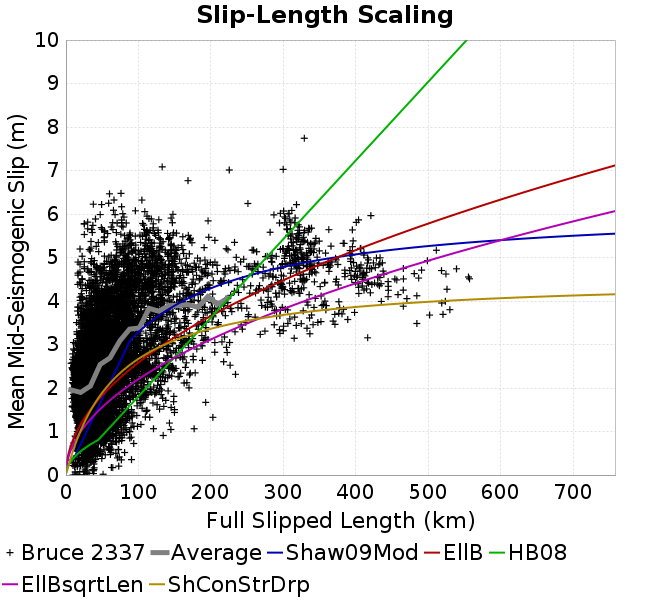 Slip-Length Scaling
Mean Mid-Seismogenic Slip (m)
10
9
8
7
6
5
4
3
2
1
0
0 100 200 300 400 500 600 700
Full Slipped Length (km)
Bruce 2337 Average Shaw09Mod EllB HB08
EllBsqrtLen ShConStrDrp